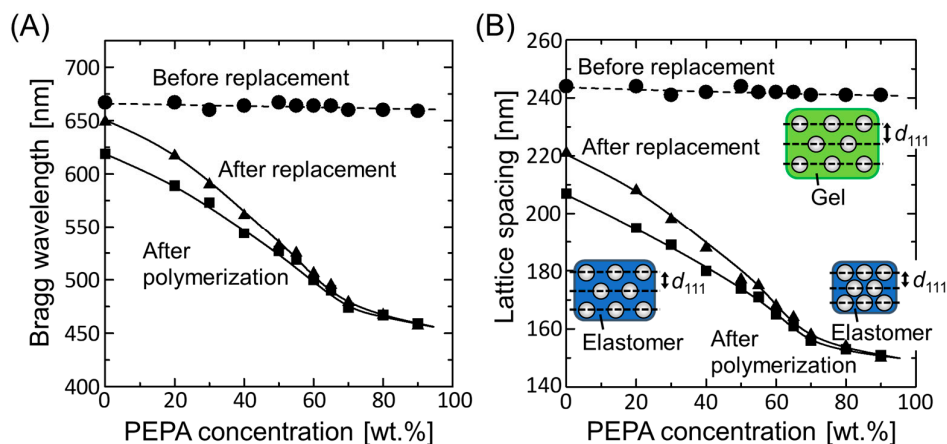 (A)
Bragg wavelength [nm]
700
650
600
550
500
450
400
Before replacement
After replacement
After
polymerization
0 20 40 60 80 100
PEPA concentration [wt.%]
(B)
Lattice spacing [nm]
260
240
220
200
180
160
140
Before replacement
d111
Gel
After replacement
d111
Elastomer
d111
Elastomer
After
polymerization
0 20 40 60 80 100
PEPA concentration [wt.%]